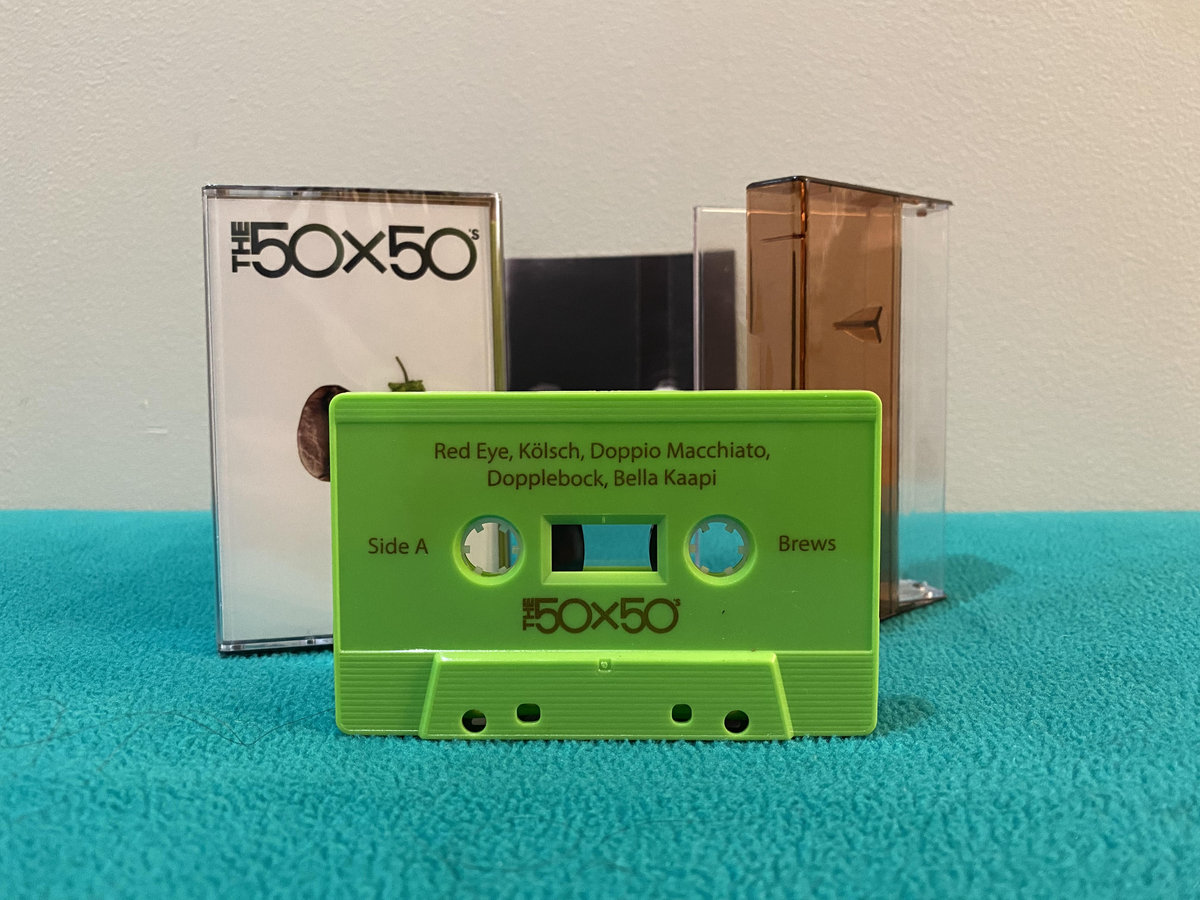 THE 50x50's
Red Eye, Kölsch, Doppio Macchiato,
Dopplebock, Bella Kaapi
Side A
Brews
THE 50x50's